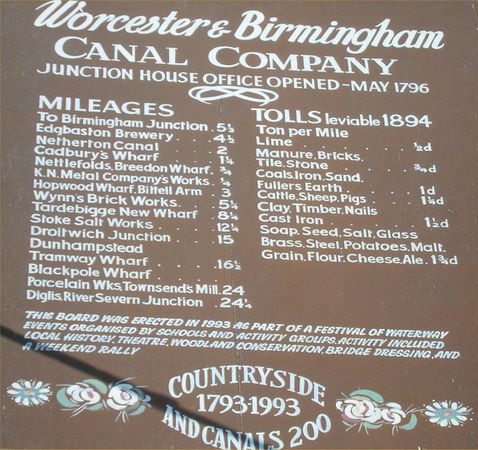 Worcester & Birmingham
CANAL COMPANY
JUNCTION HOUSE OFFICE OPENED-MAY 1796
MILEAGES
To Birmingham Junction. 5½
Edgbaston Brewery . . 4½
Netherton Canal . . . 2
Cadbury's Wharf . . . 1¼
Nettlefolds, Breedon Wharf. ¾
K.N. Metal Company's Works . ¼
Hopwood Wharf. Bittell Arm . 3
Wynn's Brick Works. . . 5¼
Tardebigge New Wharf . 8¼
Stoke Salt Works . . . 12¼
Droitwich Junction . . . 15
Dunhampstead
Tramway Wharf . . . 16½
Blackpole Wharf . . .
Porcelain Wks, Townsend's Mill. 24
Diglis, River Severn Junction . 24¼
TOLLS leviable 1894
Ton per Mile
Lime . . . ½d
Manure, Bricks,
Tile, Stone . . . ¾d
Coals, Iron, Sand.
Fullers Earth . . . 1d
Cattle, Sheep, Pigs 1¼d
Clay, Timber, Nails
Cast Iron . . . 1½d
Soap, Seed, Salt, Glass
Brass, Steel, Potatoes, Malt.
Grain, Flour, Cheese, Ale . 1¾d
THIS BOARD WAS ERECTED IN 1993 AS PART OF A FESTIVAL OF WATERWAY
EVENTS ORGANISED BY SCHOOLS AND ACTIVITY GROUPS. ACTIVITY INCLUDED
LOCAL HISTORY, THEATRE, WOODLAND CONSERVATION, BRIDGE DRESSING, AND
A WEEKEND RALLY
COUNTRYSIDE
1793-1993
AND CANALS 200